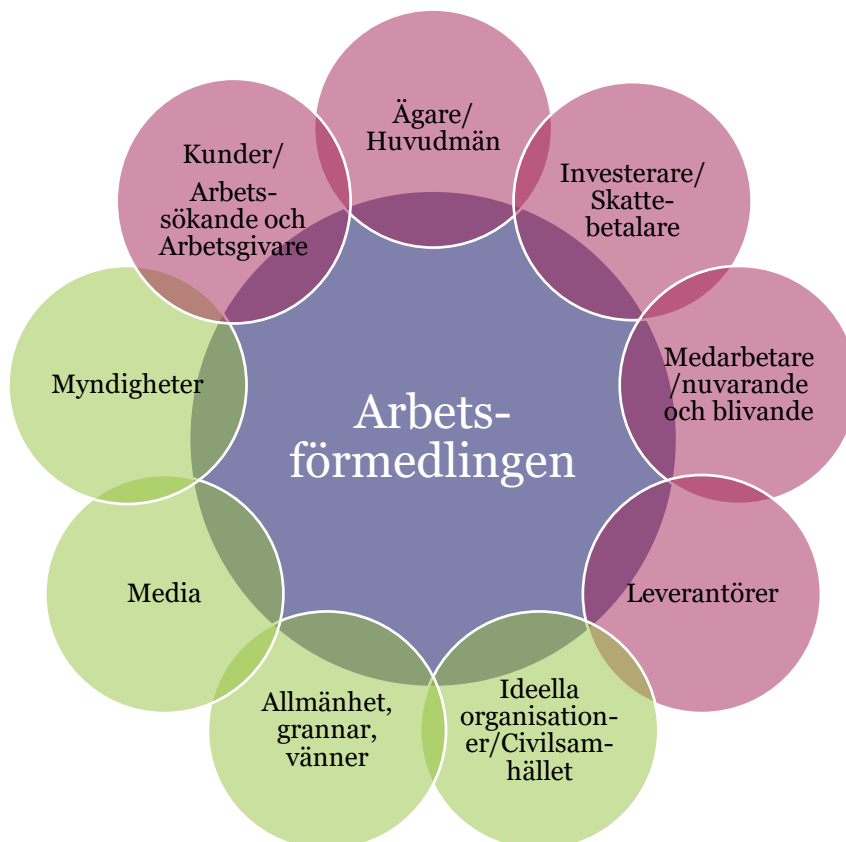 Ägare/
Huvudmän
Investerare/
Skatte-
betalare
Medarbetare
/nuvarande
och blivande
Leverantörer
Ideella
organisation-
er/Civilsam-
hället
Allmänhet,
grannar,
vänner
Media
Myndigheter
Kunder/
Arbets-
sökande och
Arbetsgivare
Arbets-
förmedlingen